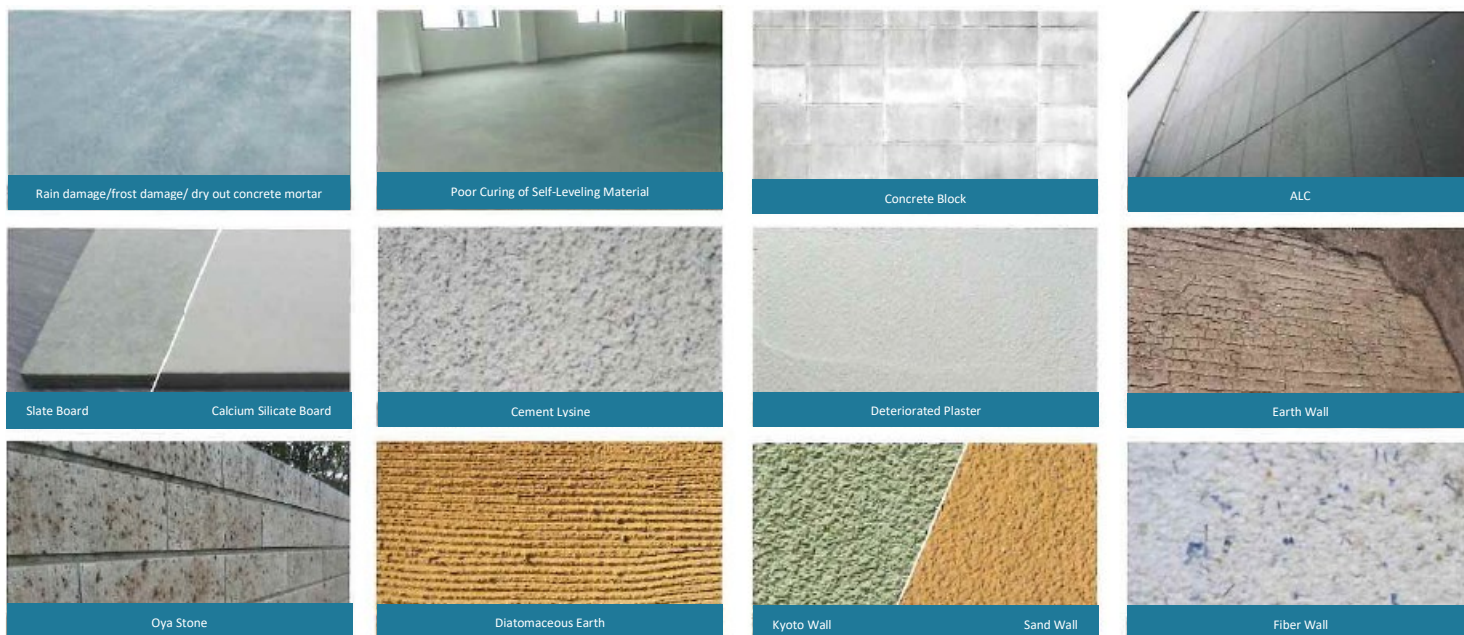 Rain damage/frost damage/ dry out concrete mortar
Poor Curing of Self-Leveling Material
Concrete Block
ALC
Slate Board
Calcium Silicate Board
Cement Lysine
Deteriorated Plaster
Earth Wall
Oya Stone
Diatomaceous Earth
Kyoto Wall
Sand Wall
Fiber Wall